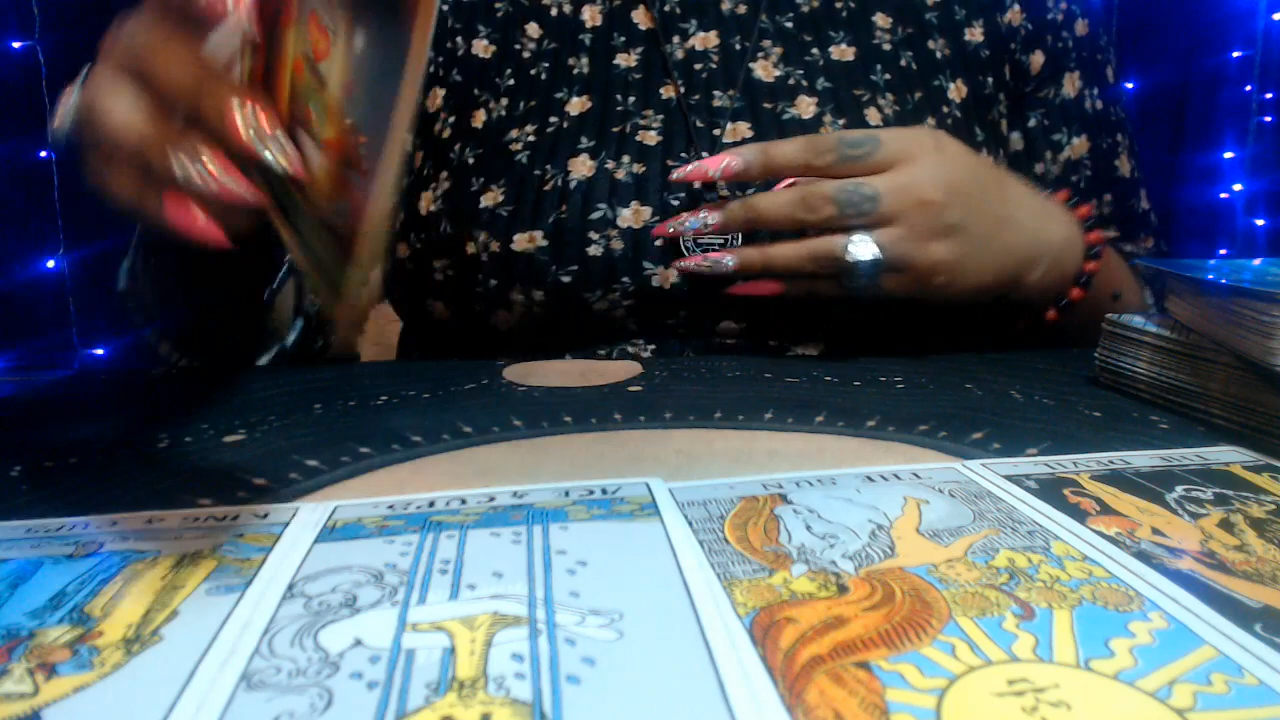 KING of CUPS
ACE of CUPS.
THE SUN.
THE DEVIL.